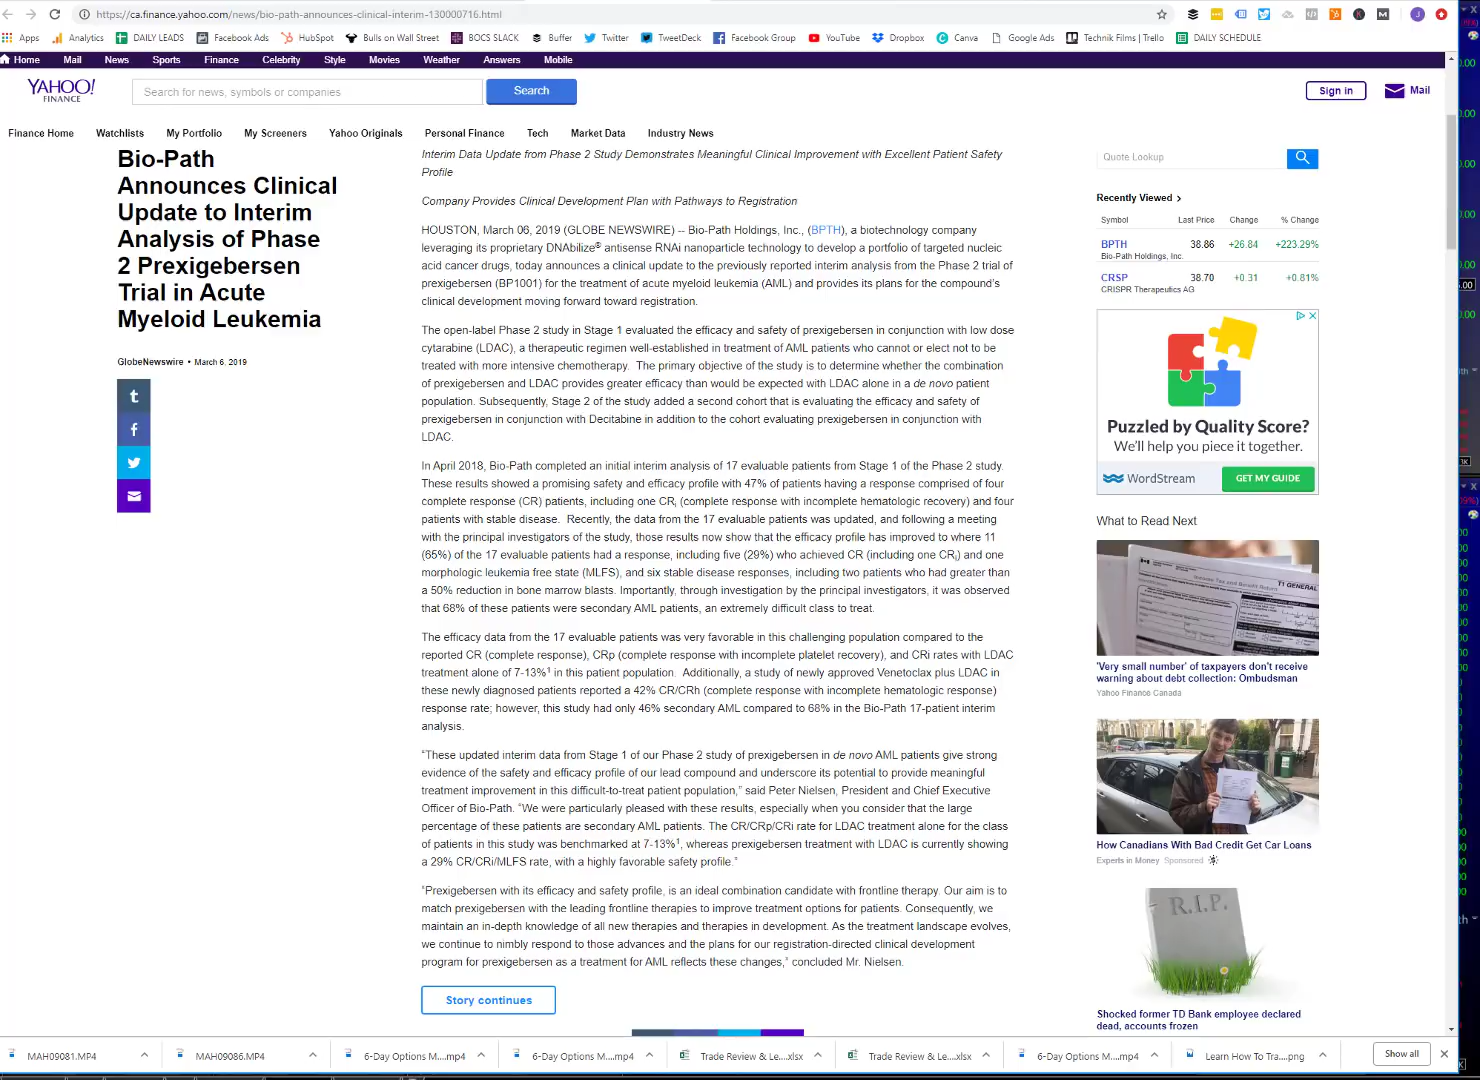 https://ca.finance.yahoo.com/news/bio-path-announces-clinical-interim-130000716.html
Apps Analytics DAILY LEADS Facebook Ads HubSpot Bulls on Wall Street BOCS SLACK Buffer Twitter TweetDeck Facebook Group YouTube Dropbox Canva Google Ads Technik Films | Trello DAILY SCHEDULE
Home Mail News Sports Finance Celebrity Style Movies Weather Answers Mobile
YAHOO!
FINANCE
Search for news, symbols or companies
Search
Sign in
Mail
Finance Home Watchlists My Portfolio My Screeners Yahoo Originals Personal Finance Tech Market Data Industry News
Bio-Path
Announces Clinical
Update to Interim
Analysis of Phase
2 Prexigebersen
Trial in Acute
Myeloid Leukemia
GlobeNewswire • March 6, 2019
Interim Data Update from Phase 2 Study Demonstrates Meaningful Clinical Improvement with Excellent Patient Safety
Profile
Company Provides Clinical Development Plan with Pathways to Registration
HOUSTON, March 06, 2019 (GLOBE NEWSWIRE) -- Bio-Path Holdings, Inc., (BPTH), a biotechnology company
leveraging its proprietary DNAbilize® antisense RNAi nanoparticle technology to develop a portfolio of targeted nucleic
acid cancer drugs, today announces a clinical update to the previously reported interim analysis from the Phase 2 trial of
prexigebersen (BP1001) for the treatment of acute myeloid leukemia (AML) and provides its plans for the compound's
clinical development moving forward toward registration.
The open-label Phase 2 study in Stage 1 evaluated the efficacy and safety of prexigebersen in conjunction with low dose
cytarabine (LDAC), a therapeutic regimen well-established in treatment of AML patients who cannot or elect not to be
treated with more intensive chemotherapy. The primary objective of the study is to determine whether the combination
of prexigebersen and LDAC provides greater efficacy than would be expected with LDAC alone in a de novo patient
population. Subsequently, Stage 2 of the study added a second cohort that is evaluating the efficacy and safety of
prexigebersen in conjunction with Decitabine in addition to the cohort evaluating prexigebersen in conjunction with
LDAC.
In April 2018, Bio-Path completed an initial interim analysis of 17 evaluable patients from Stage 1 of the Phase 2 study.
These results showed a promising safety and efficacy profile with 47% of patients having a response comprised of four
complete response (CR) patients, including one CRi (complete response with incomplete hematologic recovery) and four
patients with stable disease. Recently, the data from the 17 evaluable patients was updated, and following a meeting
with the principal investigators of the study, those results now show that the efficacy profile has improved to where 11
(65%) of the 17 evaluable patients had a response, including five (29%) who achieved CR (including one CRi) and one
morphologic leukemia free state (MLFS), and six stable disease responses, including two patients who had greater than
a 50% reduction in bone marrow blasts. Importantly, through investigation by the principal investigators, it was observed
that 68% of these patients were secondary AML patients, an extremely difficult class to treat.
The efficacy data from the 17 evaluable patients was very favorable in this challenging population compared to the
reported CR (complete response), CRp (complete response with incomplete platelet recovery), and CRi rates with LDAC
treatment alone of 7-13%¹ in this patient population. Additionally, a study of newly approved Venetoclax plus LDAC in
these newly diagnosed patients reported a 42% CR/CRh (complete response with incomplete hematologic response)
response rate; however, this study had only 46% secondary AML compared to 68% in the Bio-Path 17-patient interim
analysis.
"These updated interim data from Stage 1 of our Phase 2 study of prexigebersen in de novo AML patients give strong
evidence of the safety and efficacy profile of our lead compound and underscore its potential to provide meaningful
treatment improvement in this difficult-to-treat patient population," said Peter Nielsen, President and Chief Executive
Officer of Bio-Path. "We were particularly pleased with these results, especially when you consider that the large
percentage of these patients are secondary AML patients. The CR/CRp/CRi rate for LDAC treatment alone for the class
of patients in this study was benchmarked at 7-13%¹, whereas prexigebersen treatment with LDAC is currently showing
a 29% CR/CRi/MLFS rate, with a highly favorable safety profile."
"Prexigebersen with its efficacy and safety profile, is an ideal combination candidate with frontline therapy. Our aim is to
match prexigebersen with the leading frontline therapies to improve treatment options for patients. Consequently, we
maintain an in-depth knowledge of all new therapies and therapies in development. As the treatment landscape evolves,
we continue to nimbly respond to those advances and the plans for our registration-directed clinical development
program for prexigebersen as a treatment for AML reflects these changes," concluded Mr. Nielsen.
Story continues
Quote Lookup
Recently Viewed
Symbol Last Price Change % Change
BPTH 38.86 +26.84 +223.29%
Bio-Path Holdings, Inc.
CRSP 38.70 +0.31 +0.81%
CRISPR Therapeutics AG
Puzzled by Quality Score?
We'll help you piece it together.
WordStream
GET MY GUIDE
What to Read Next
T1 GENERAL
'Very small number' of taxpayers don't receive
warning about debt collection: Ombudsman
Yahoo Finance Canada
How Canadians With Bad Credit Get Car Loans
Experts in Money Sponsored
R.I.P.
Shocked former TD Bank employee declared
dead, accounts frozen
MAH09081.MP4 MAH09086.MP4 6-Day Options M....mp4 6-Day Options M....mp4 Trade Review & Le....xlsx Trade Review & Le....xlsx 6-Day Options M....mp4 Learn How To Tra....png Show all